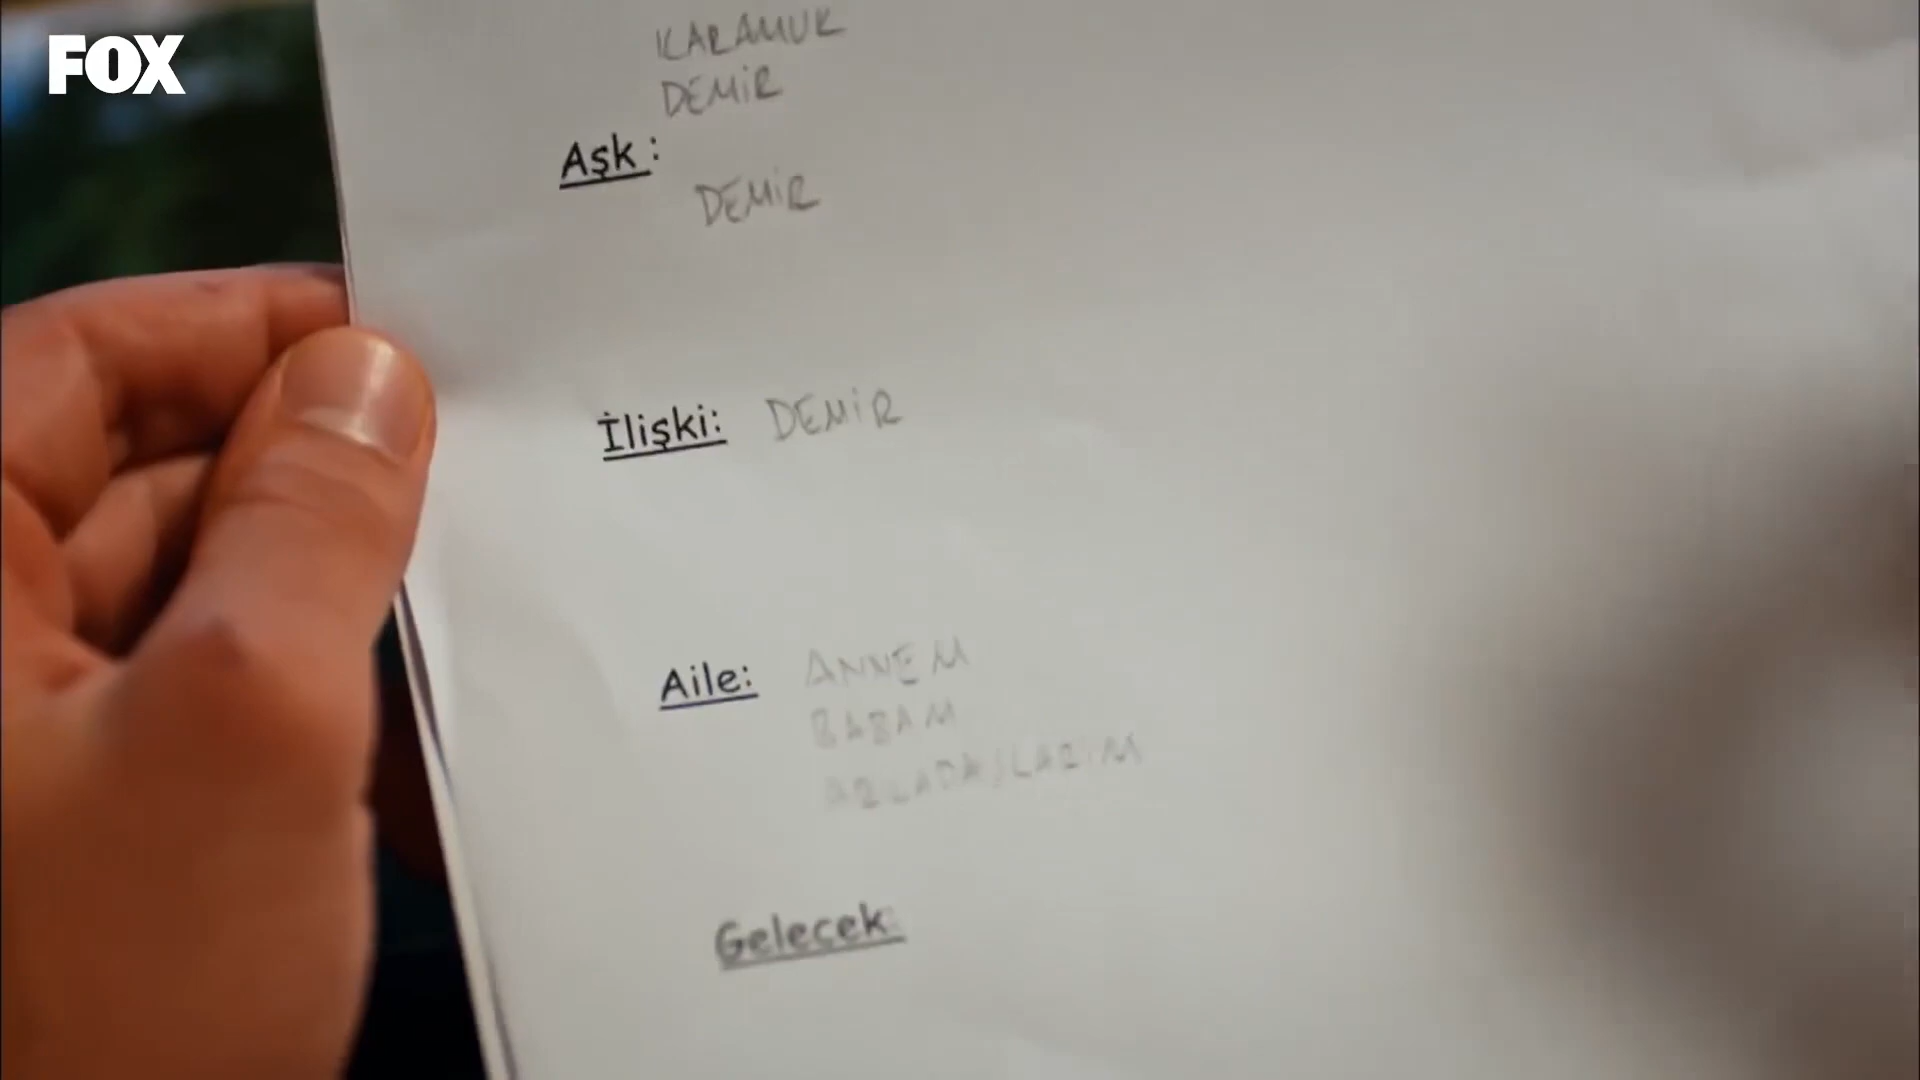 FOX
KARAMUK
DEMİR
Aşk :
DEMİR
İlişki: DEMİR
Aile: ANNEM
BABAM
ARKADAŞLARIM
Gelecek: